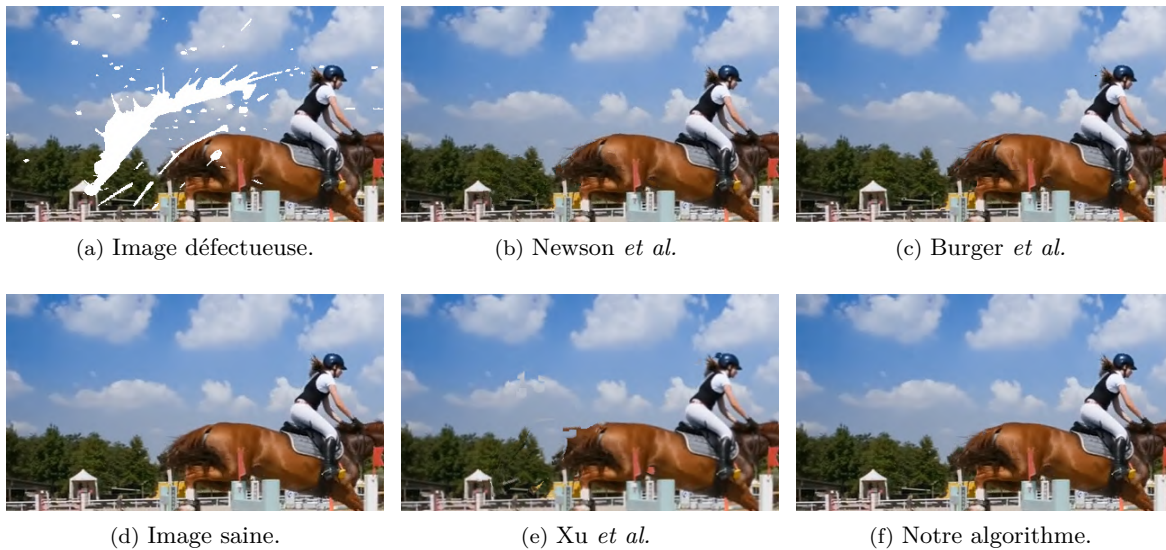 (a) Image défectueuse.
(b) Newson et al.
(c) Burger et al.
(d) Image saine.
(e) Xu et al.
(f) Notre algorithme.